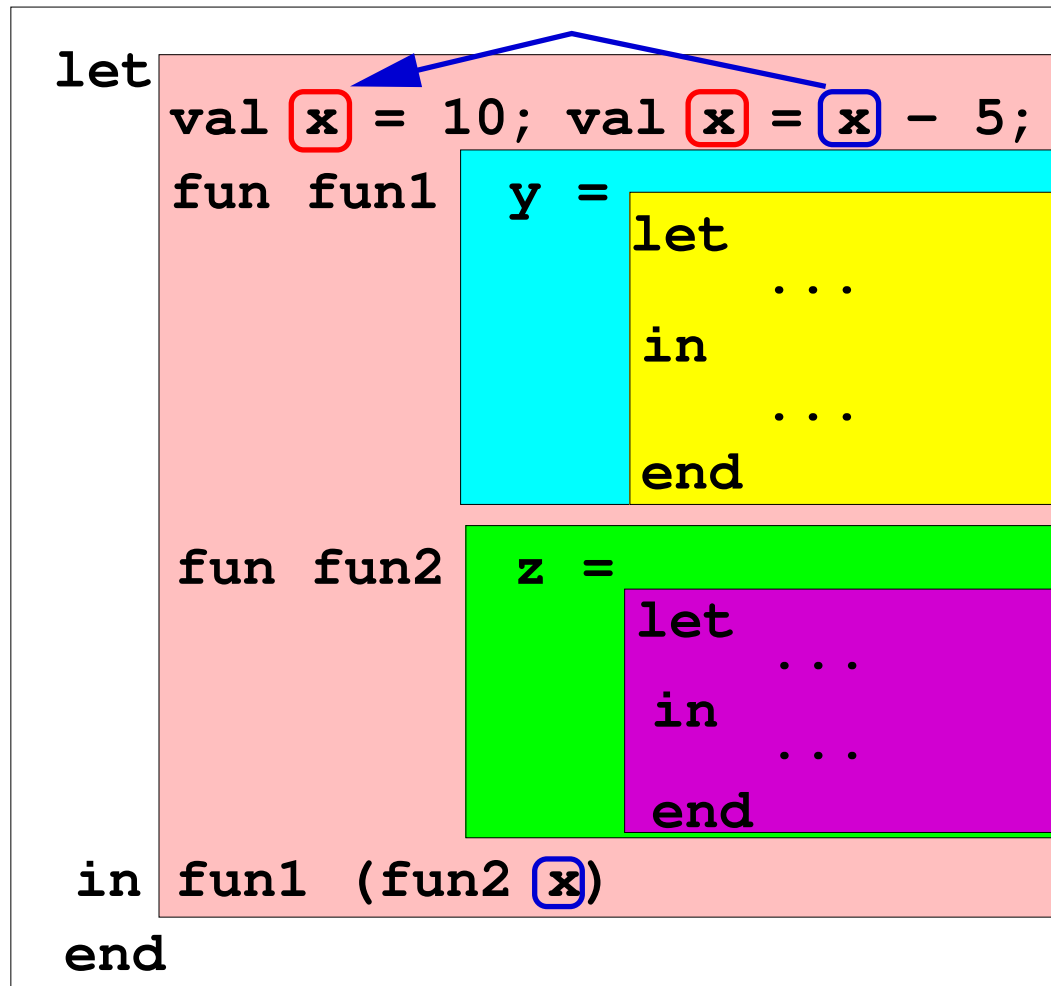 let
val x = 10; val x = x - 5;
fun fun1 y =
let
...
in
...
end
fun fun2 z =
let
...
in
...
end
in fun1 (fun2 x)
end